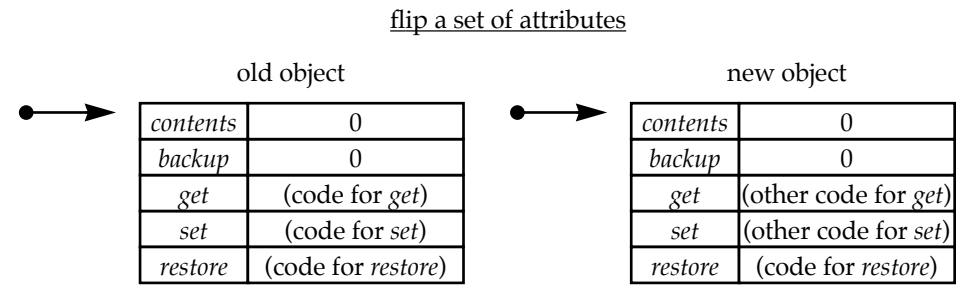 flip a set of attributes
old object
new object
contents 0
backup 0
get (code for get)
set (code for set)
restore (code for restore)
contents 0
backup 0
get (other code for get)
set (other code for set)
restore (code for restore)